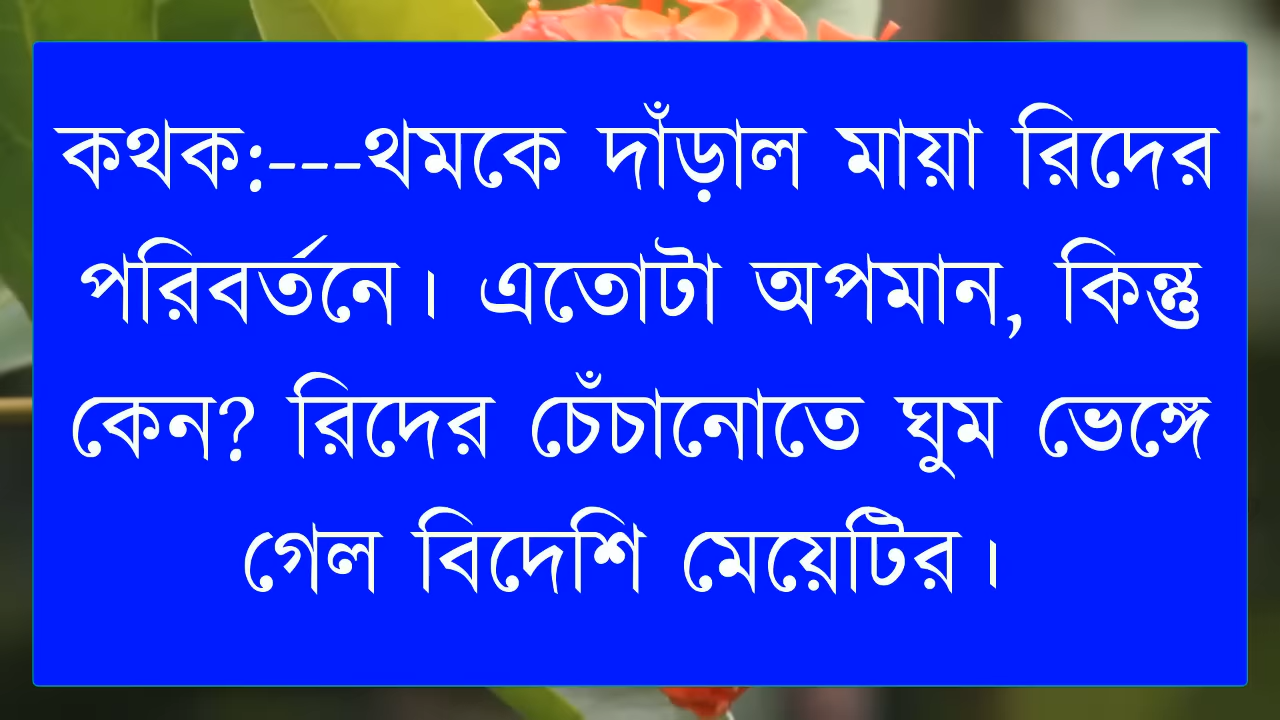 কথক:---থমকে দাঁড়াল মায়া রিদের
পরিবর্তনে। এতোটা অপমান, কিন্তু
কেন? রিদের চেঁচানোতে ঘুম ভেঙ্গে
গেল বিদেশি মেয়েটির।